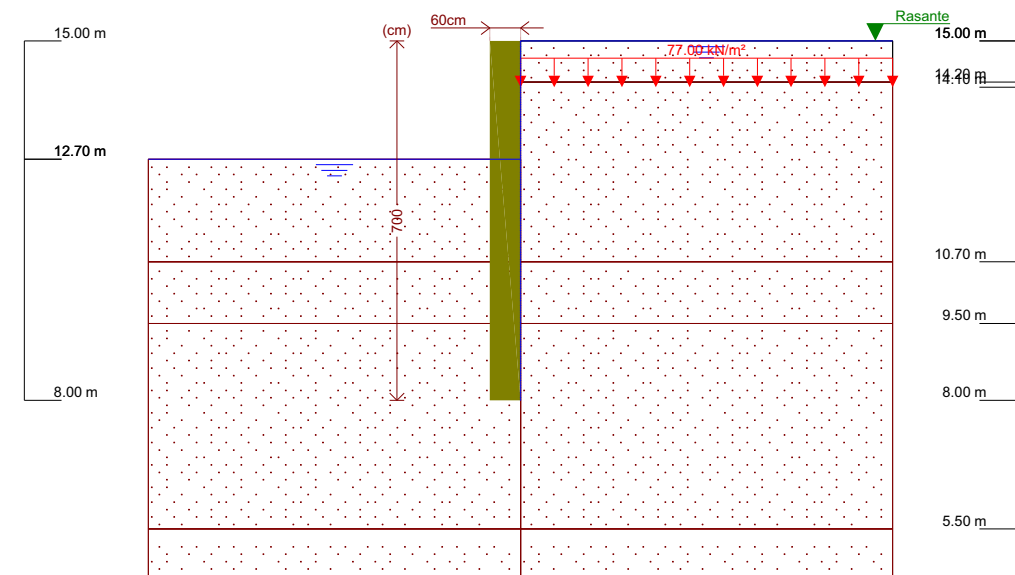 60cm
Rasante
15.00 m
(cm)
15.00 m
77.00 kN/m²
14.20 m
14.10 m
12.70 m
700
10.70 m
9.50 m
8.00 m
8.00 m
5.50 m